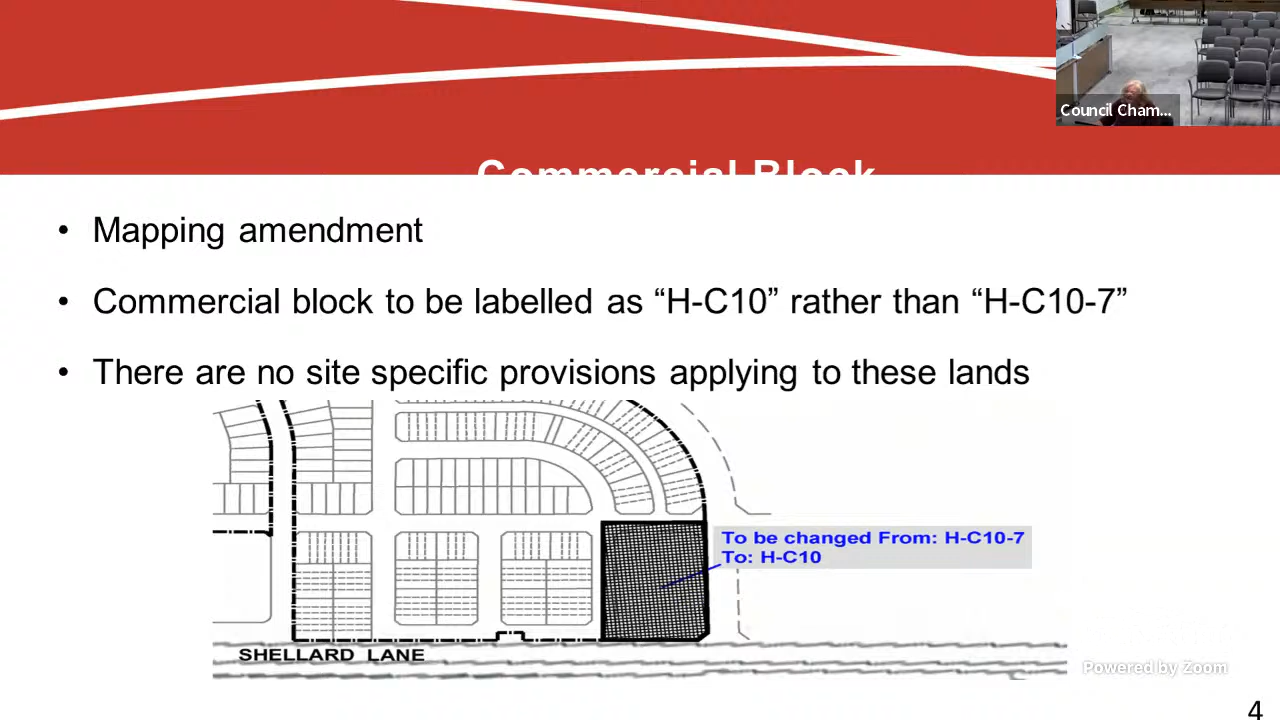 Council Cham...
Commercial Block
• Mapping amendment
• Commercial block to be labelled as “H-C10” rather than “H-C10-7”
• There are no site specific provisions applying to these lands
To be changed From: H-C10-7
To: H-C10
SHELLARD LANE
Powered by Zoom
4